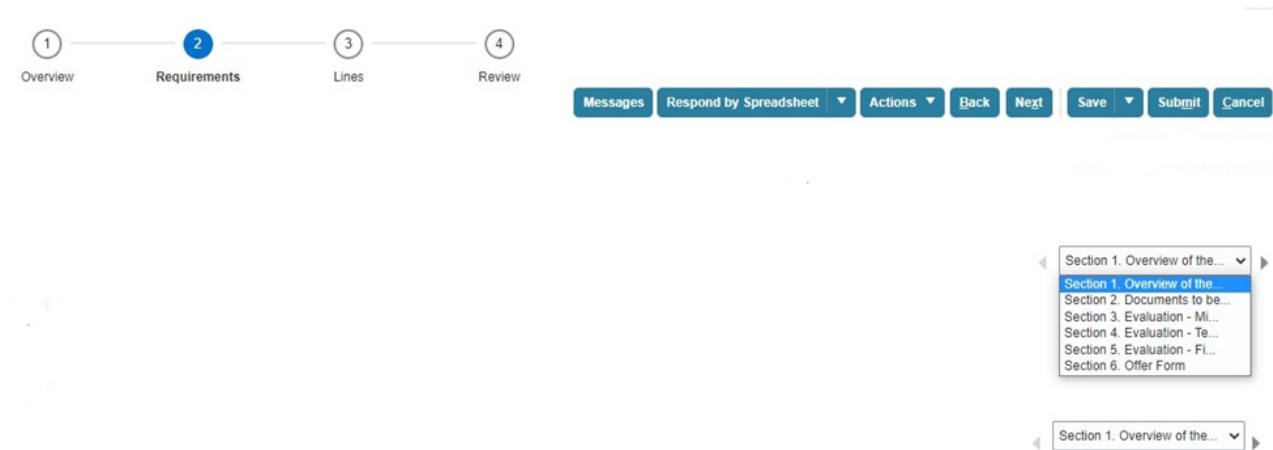 1 2 3 4
Overview Requirements Lines Review
Messages Respond by Spreadsheet Actions Back Next Save Submit Cancel
Section 1. Overview of the...
Section 1. Overview of the...
Section 2. Documents to be...
Section 3. Evaluation - Mi...
Section 4. Evaluation - Te...
Section 5. Evaluation - Fi...
Section 6. Offer Form
Section 1. Overview of the...